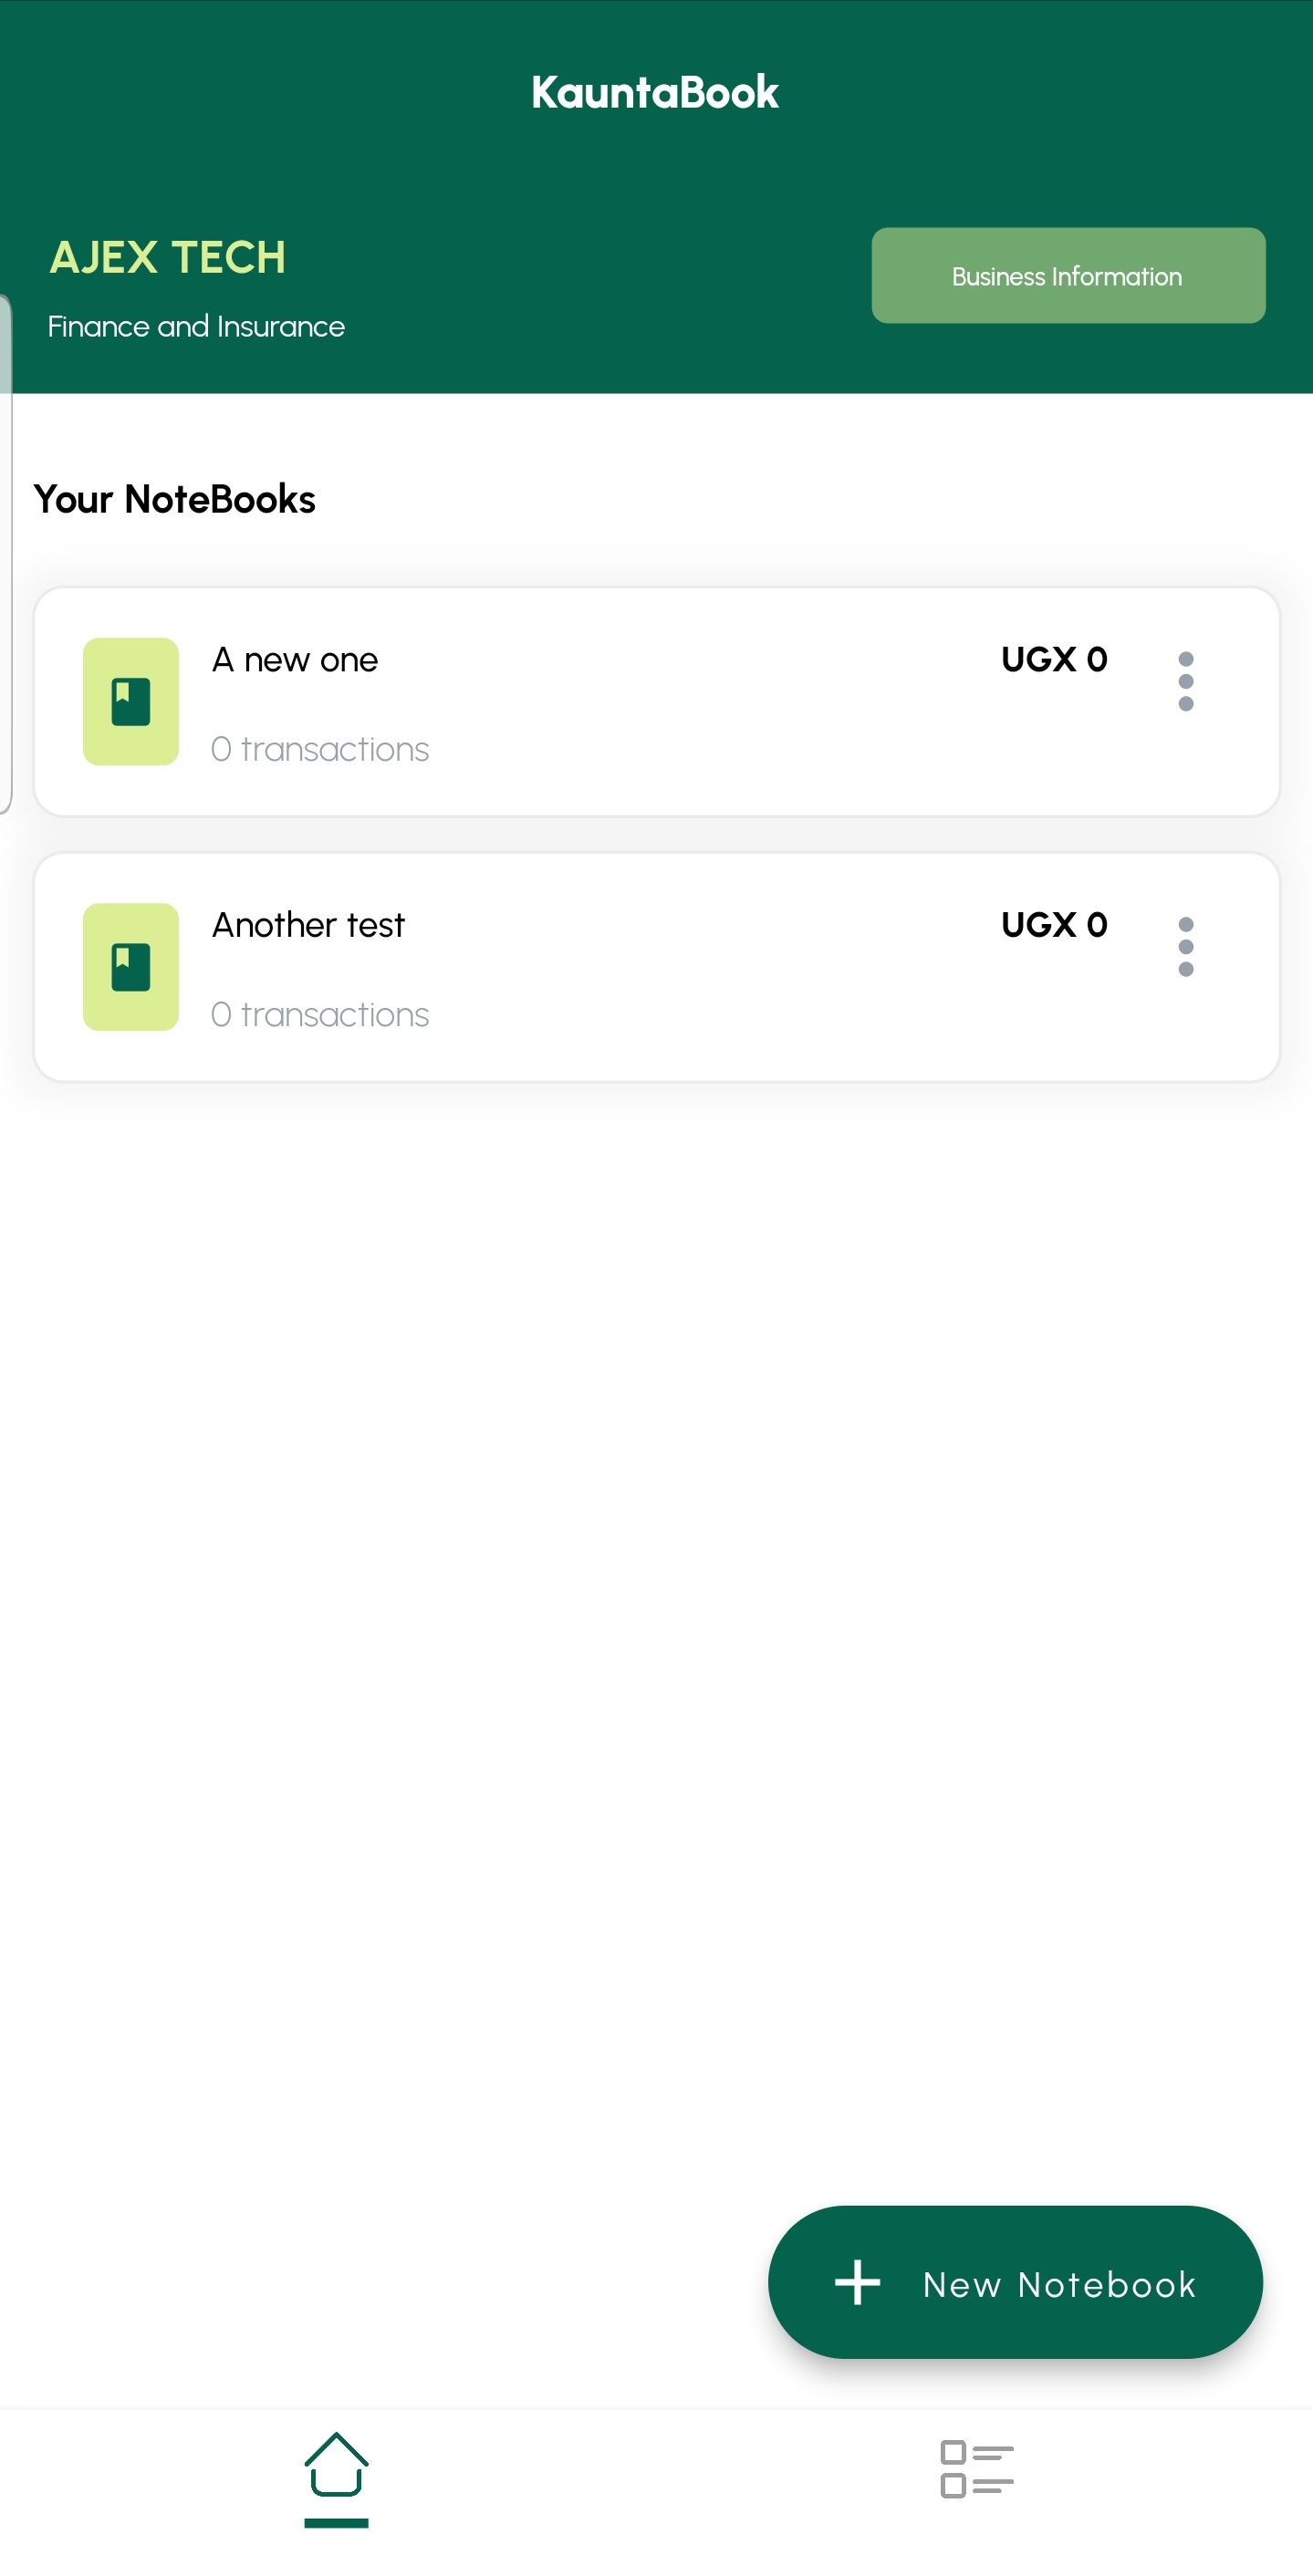 KauntaBook
AJEX TECH
Business Information
Finance and Insurance
Your NoteBooks
A new one
UGX 0
0 transactions
Another test
UGX 0
0 transactions
New Notebook